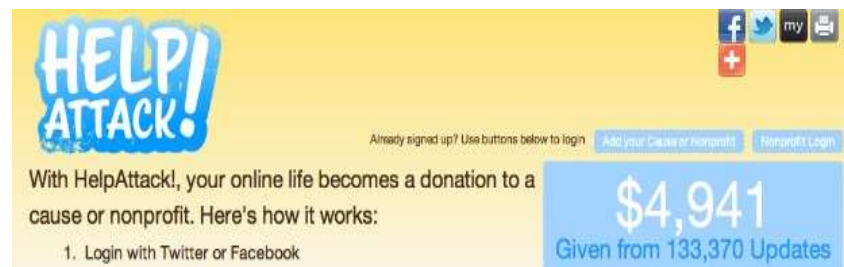 HELP!
ATTACK
my
Already signed up? Use buttons below to login
Add your Cause or Nonprofit
Nonprofit Login
With HelpAttack!, your online life becomes a donation to a
cause or nonprofit. Here's how it works:
1. Login with Twitter or Facebook
$4,941
Given from 133,370 Updates